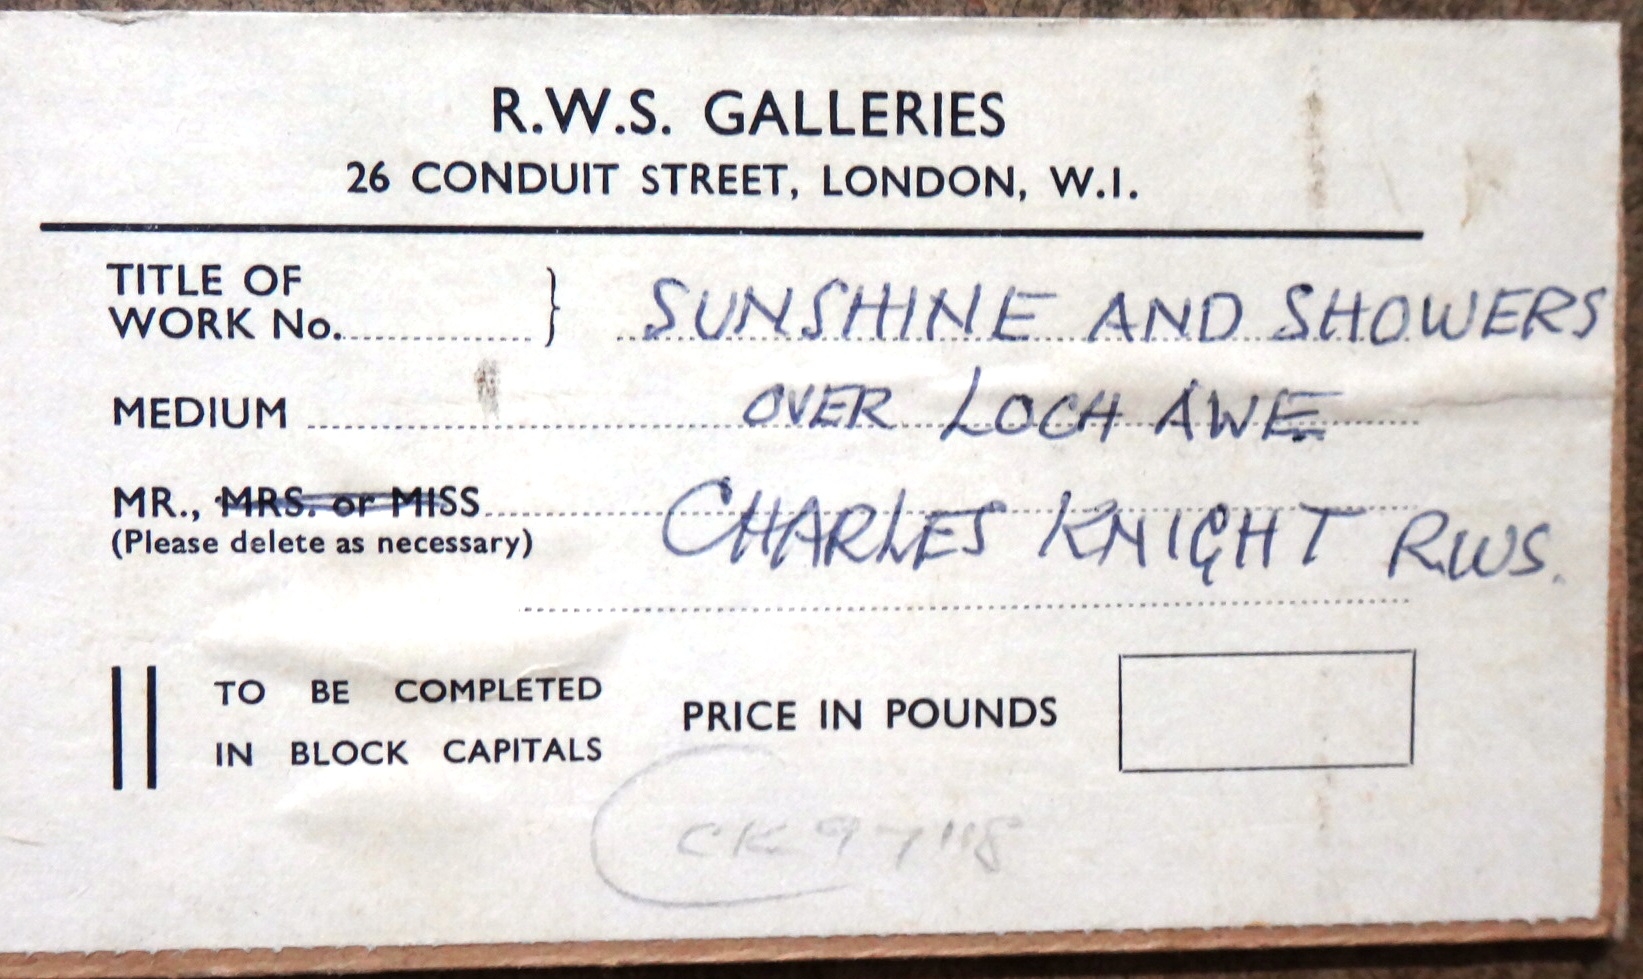 R.W.S. GALLERIES
26 CONDUIT STREET, LONDON, W.I.
TITLE OF
WORK No. } SUNSHINE AND SHOWERS
MEDIUM OVER LOCH AWE
MR., MRS. or MISS CHARLES KNIGHT RWS.
(Please delete as necessary)
TO BE COMPLETED
IN BLOCK CAPITALS
PRICE IN POUNDS